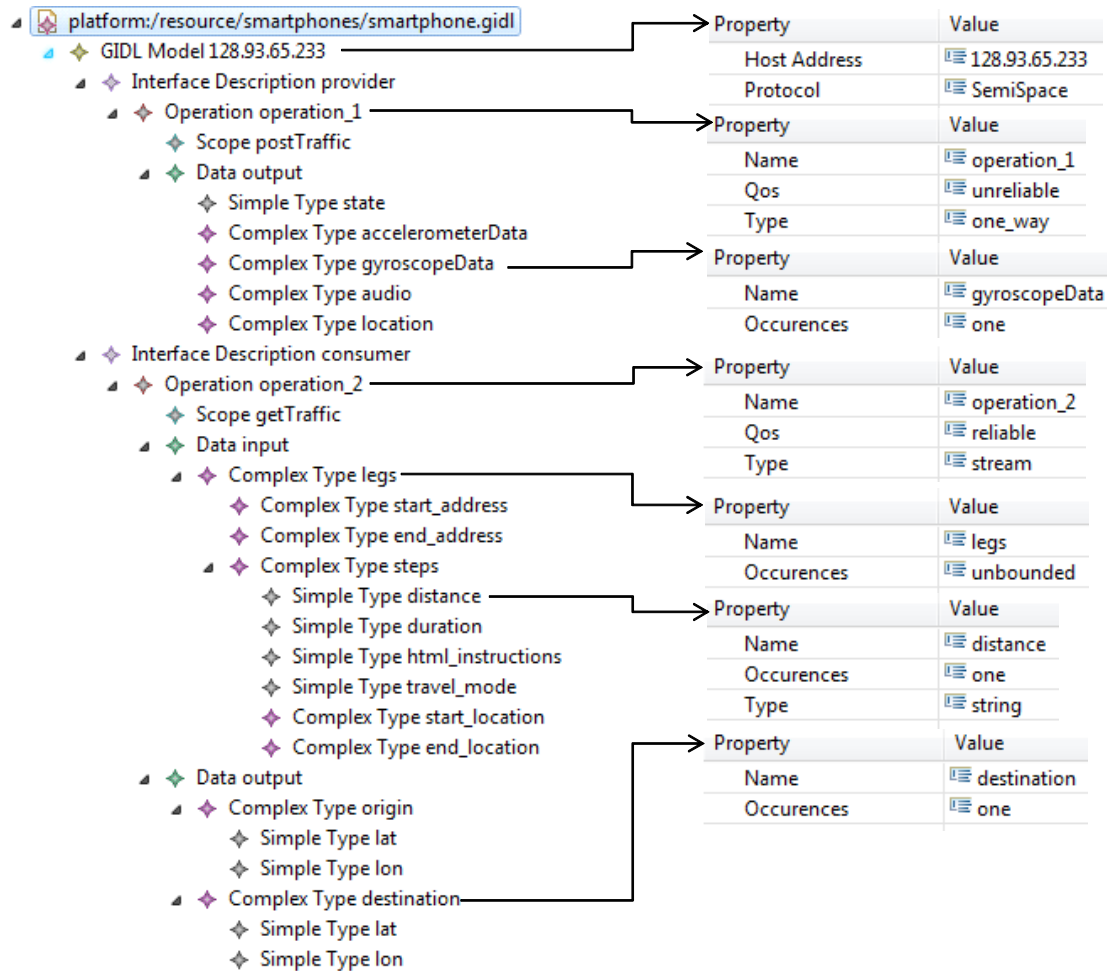 platform:/resource/smartphones/smartphone.gidl
GIDL Model 128.93.65.233
Interface Description provider
Operation operation_1
Scope postTraffic
Data output
Simple Type state
Complex Type accelerometerData
Complex Type gyroscopeData
Complex Type audio
Complex Type location
Interface Description consumer
Operation operation_2
Scope getTraffic
Data input
Complex Type legs
Complex Type start_address
Complex Type end_address
Complex Type steps
Simple Type distance
Simple Type duration
Simple Type html_instructions
Simple Type travel_mode
Complex Type start_location
Complex Type end_location
Data output
Complex Type origin
Simple Type lat
Simple Type lon
Complex Type destination
Simple Type lat
Simple Type lon
Property Value
Host Address 128.93.65.233
Protocol SemiSpace
Property Value
Name operation_1
Qos unreliable
Type one_way
Property Value
Name gyroscopeData
Occurences one
Property Value
Name operation_2
Qos reliable
Type stream
Property Value
Name legs
Occurences unbounded
Property Value
Name distance
Occurences one
Type string
Property Value
Name destination
Occurences one